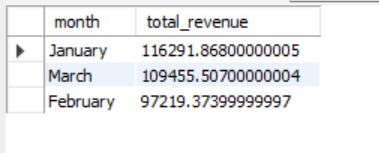 month total_revenue
January 116291.86800000005
March 109455.50700000004
February 97219.37399999997